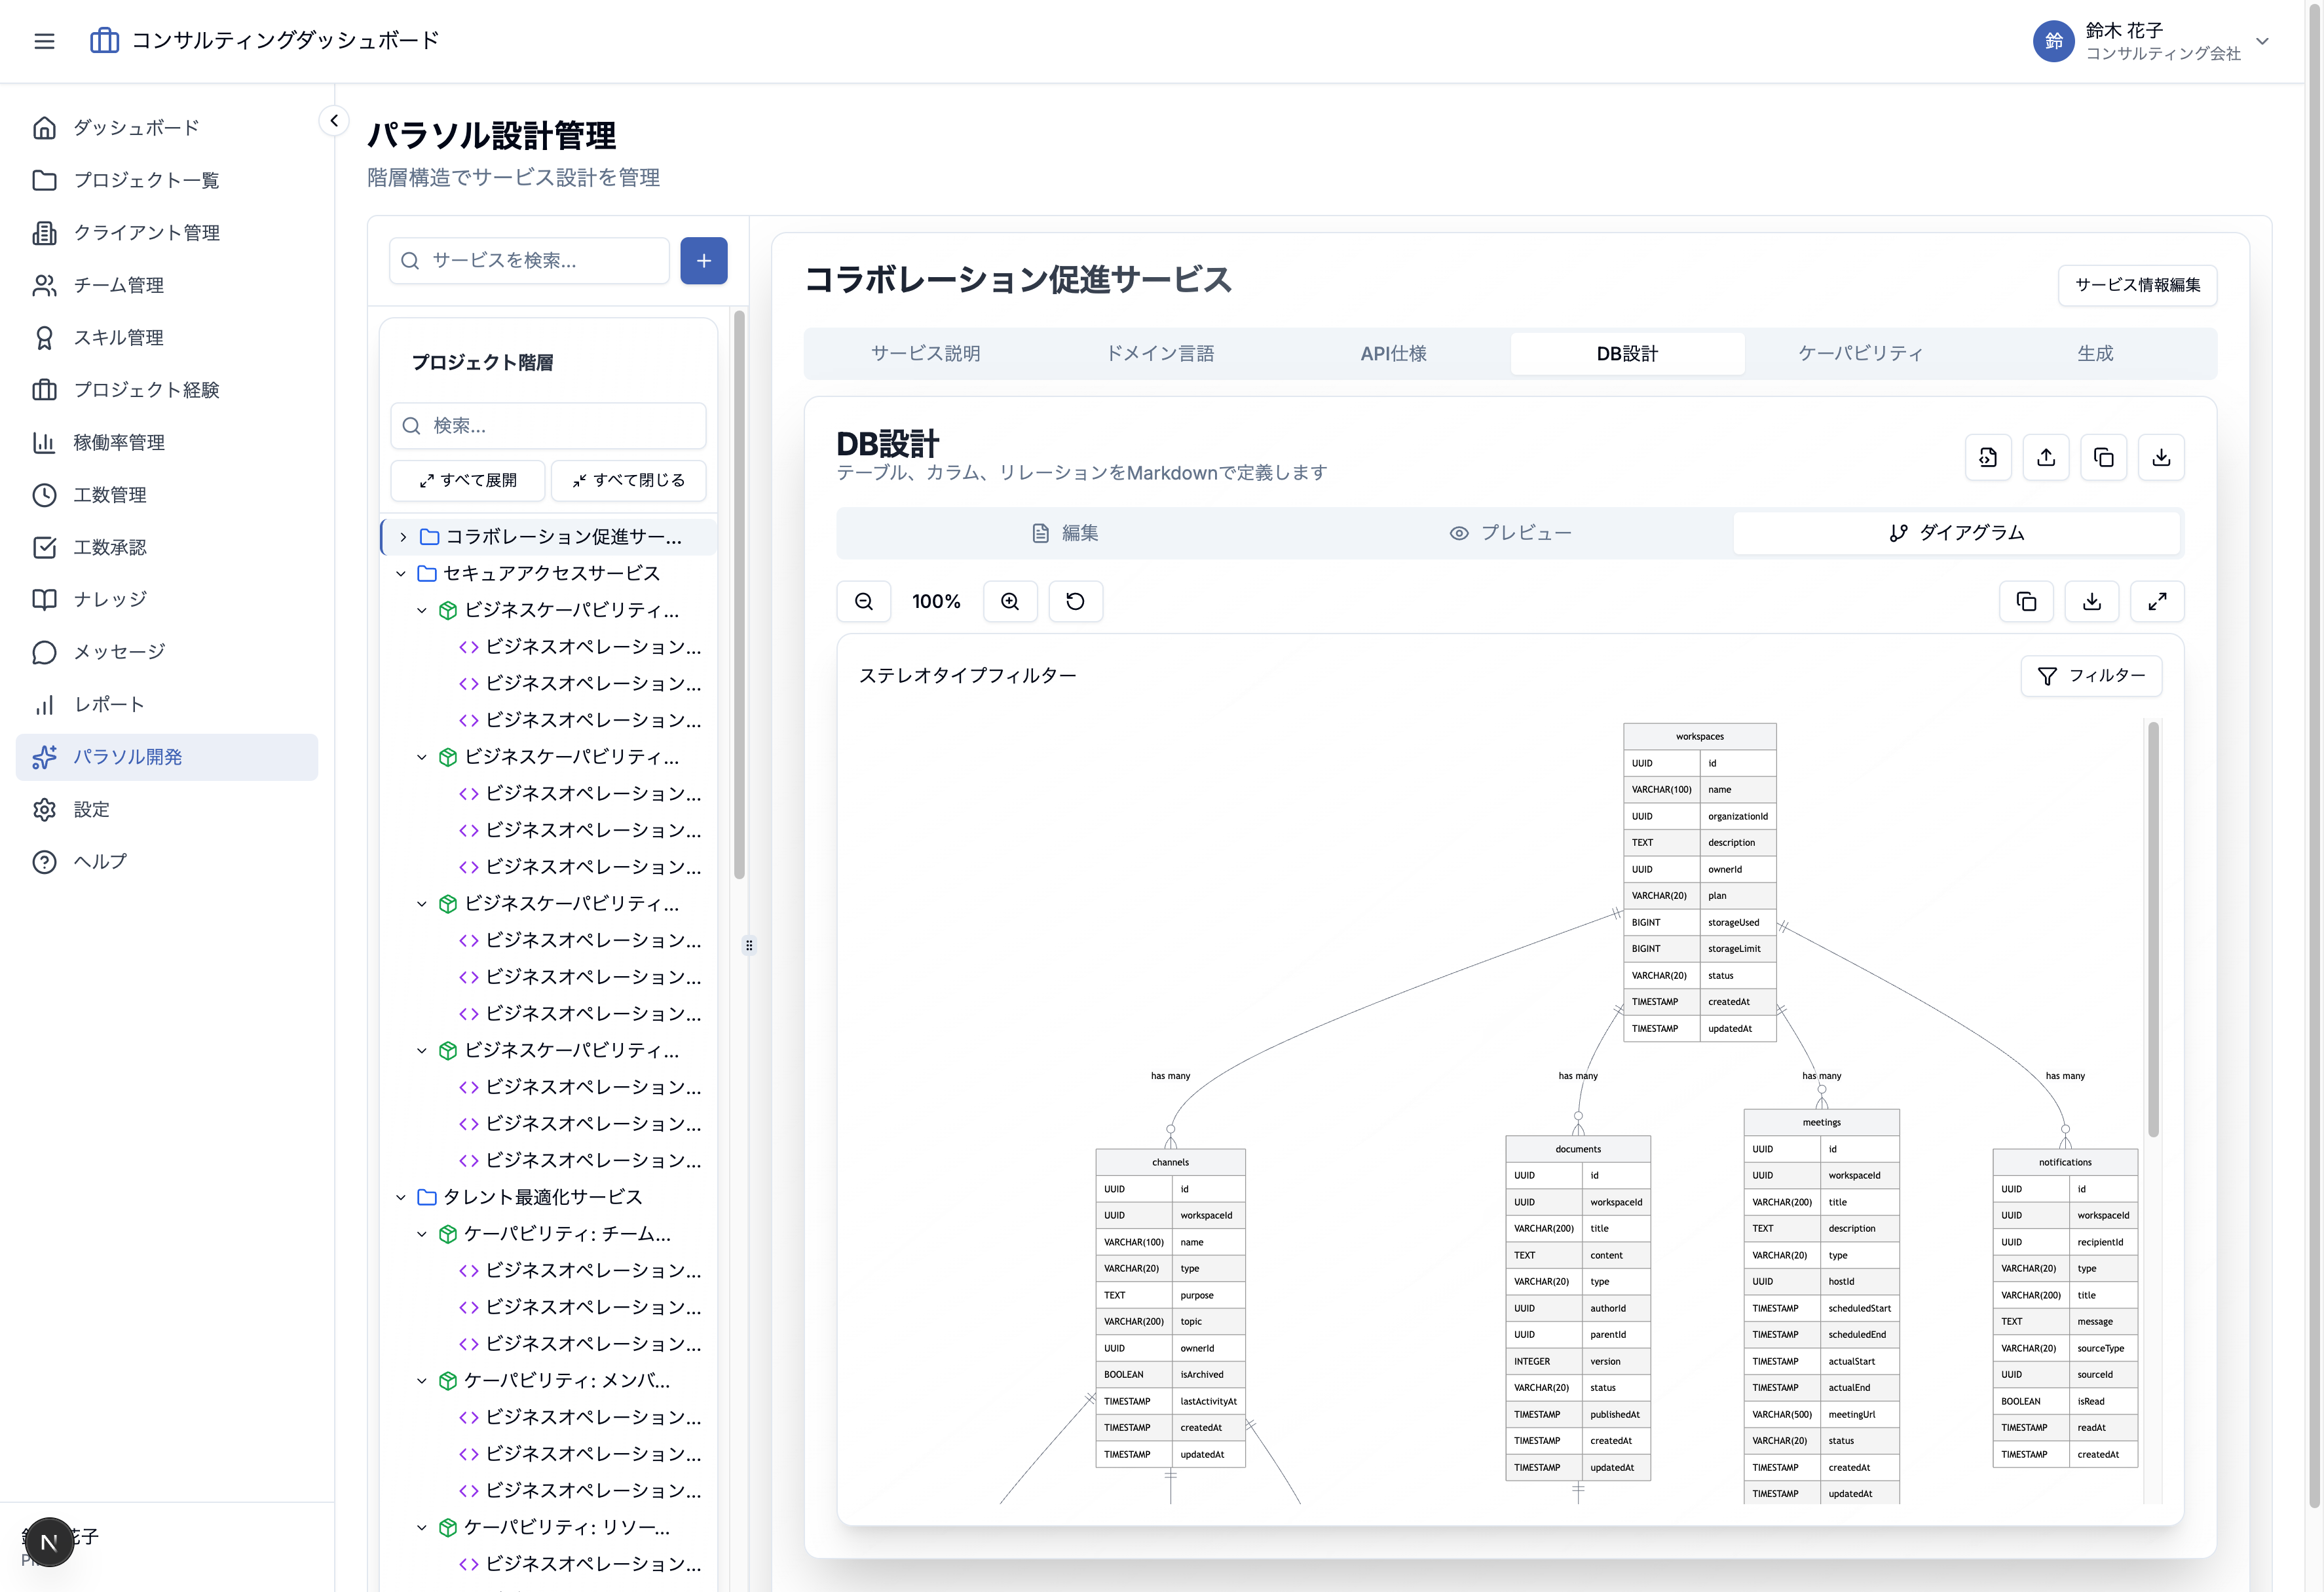 コンサルティングダッシュボード
鈴
鈴木 花子
コンサルティング会社
ダッシュボード
プロジェクト一覧
クライアント管理
チーム管理
スキル管理
プロジェクト経験
稼働率管理
工数管理
工数承認
ナレッジ
メッセージ
レポート
パラソル開発
設定
ヘルプ
花子
N
パラソル設計管理
階層構造でサービス設計を管理
サービスを検索...
プロジェクト階層
検索...
すべて展開
すべて閉じる
コラボレーション促進サー...
セキュアアクセスサービス
ビジネスケーパビリティ...
ビジネスオペレーション...
ビジネスオペレーション...
ビジネスオペレーション...
ビジネスケーパビリティ...
ビジネスオペレーション...
ビジネスオペレーション...
ビジネスオペレーション...
ビジネスケーパビリティ...
ビジネスオペレーション...
ビジネスオペレーション...
ビジネスオペレーション...
ビジネスケーパビリティ...
ビジネスオペレーション...
ビジネスオペレーション...
ビジネスオペレーション...
タレント最適化サービス
ケーパビリティ: チーム...
ビジネスオペレーション...
ビジネスオペレーション...
ビジネスオペレーション...
ケーパビリティ: メンバ...
ビジネスオペレーション...
ビジネスオペレーション...
ビジネスオペレーション...
ケーパビリティ: リソー...
ビジネスオペレーション...
コラボレーション促進サービス
サービス情報編集
サービス説明
ドメイン言語
API仕様
DB設計
ケーパビリティ
生成
DB設計
テーブル、カラム、リレーションをMarkdownで定義します
編集
プレビュー
ダイアグラム
100%
ステレオタイプフィルター
フィルター
workspaces
UUID id
VARCHAR(100) name
UUID organizationId
TEXT description
UUID ownerId
VARCHAR(20) plan
BIGINT storageUsed
BIGINT storageLimit
VARCHAR(20) status
TIMESTAMP createdAt
TIMESTAMP updatedAt
has many
has many
has many
has many
channels
UUID id
UUID workspaceId
VARCHAR(100) name
VARCHAR(20) type
TEXT purpose
VARCHAR(200) topic
UUID ownerId
BOOLEAN isArchived
TIMESTAMP lastActivityAt
TIMESTAMP createdAt
TIMESTAMP updatedAt
documents
UUID id
UUID workspaceId
VARCHAR(200) title
TEXT content
VARCHAR(20) type
UUID authorId
UUID parentId
INTEGER version
VARCHAR(20) status
TIMESTAMP publishedAt
TIMESTAMP createdAt
TIMESTAMP updatedAt
meetings
UUID id
UUID workspaceId
VARCHAR(200) title
TEXT description
VARCHAR(20) type
UUID hostId
TIMESTAMP scheduledStart
TIMESTAMP scheduledEnd
TIMESTAMP actualStart
TIMESTAMP actualEnd
VARCHAR(500) meetingUrl
VARCHAR(20) status
TIMESTAMP createdAt
TIMESTAMP updatedAt
notifications
UUID id
UUID workspaceId
UUID recipientId
VARCHAR(20) type
VARCHAR(200) title
TEXT message
VARCHAR(20) sourceType
UUID sourceId
BOOLEAN isRead
TIMESTAMP readAt
TIMESTAMP createdAt